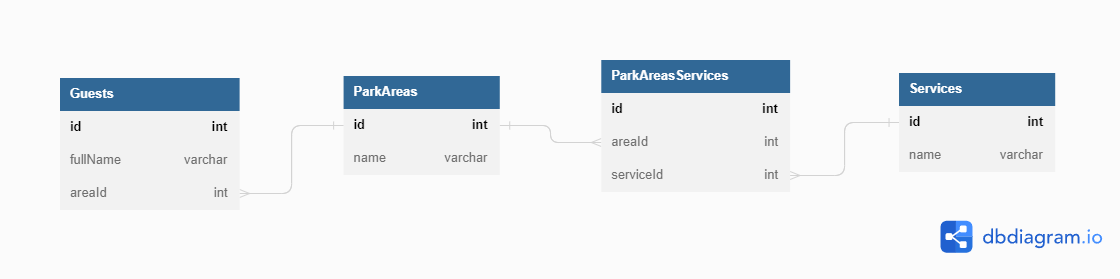 Guests
id int
fullName varchar
areaId int
ParkAreas
id int
name varchar
ParkAreasServices
id int
areaId int
serviceId int
Services
id int
name varchar
dbdiagram.io